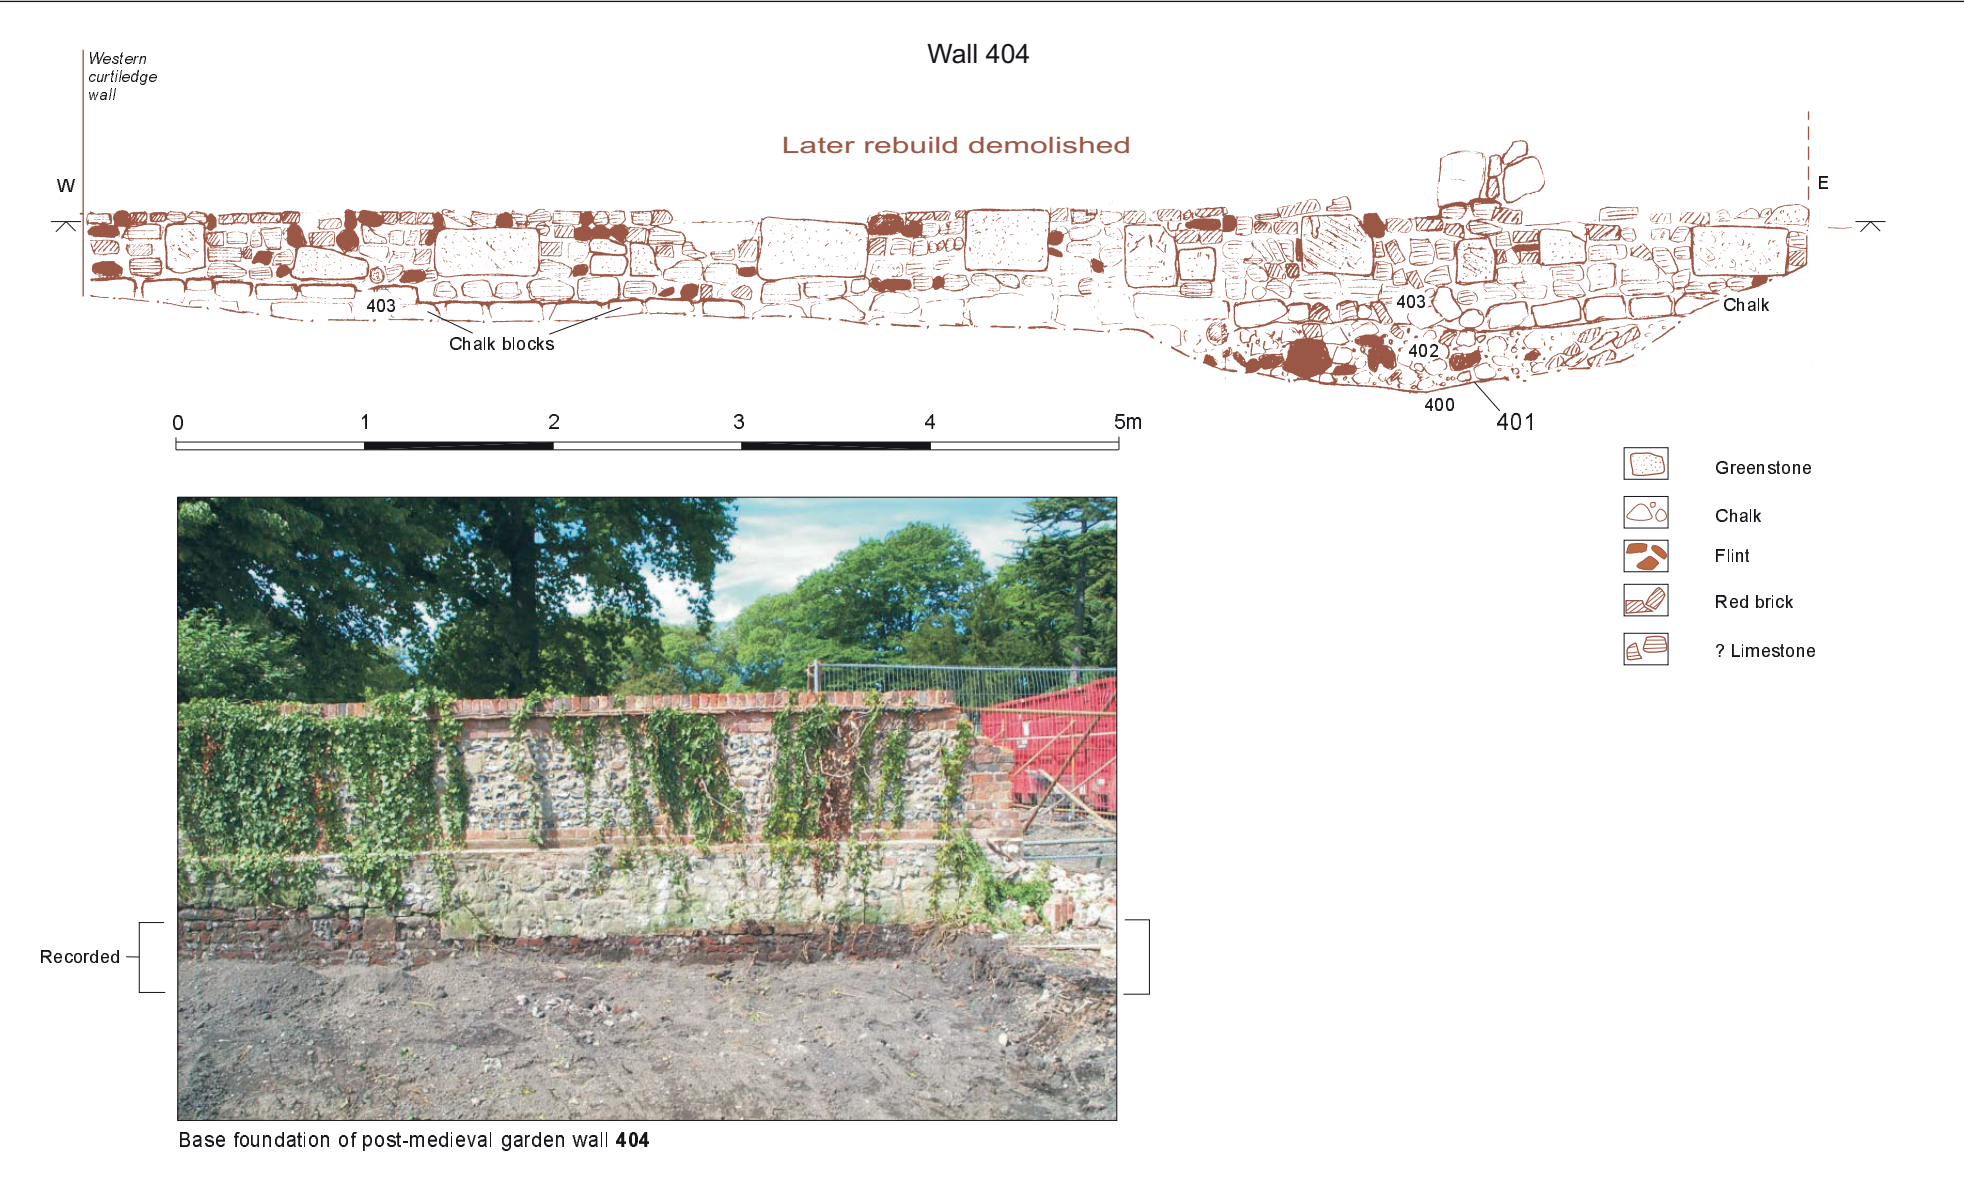 Wall 404
Western
curtiledge
wall
Later rebuild demolished
W
E
403
403
Chalk
Chalk blocks
402
400
401
0 1 2 3 4 5m
Greenstone
Chalk
Flint
Red brick
? Limestone
Recorded
Base foundation of post-medieval garden wall 404